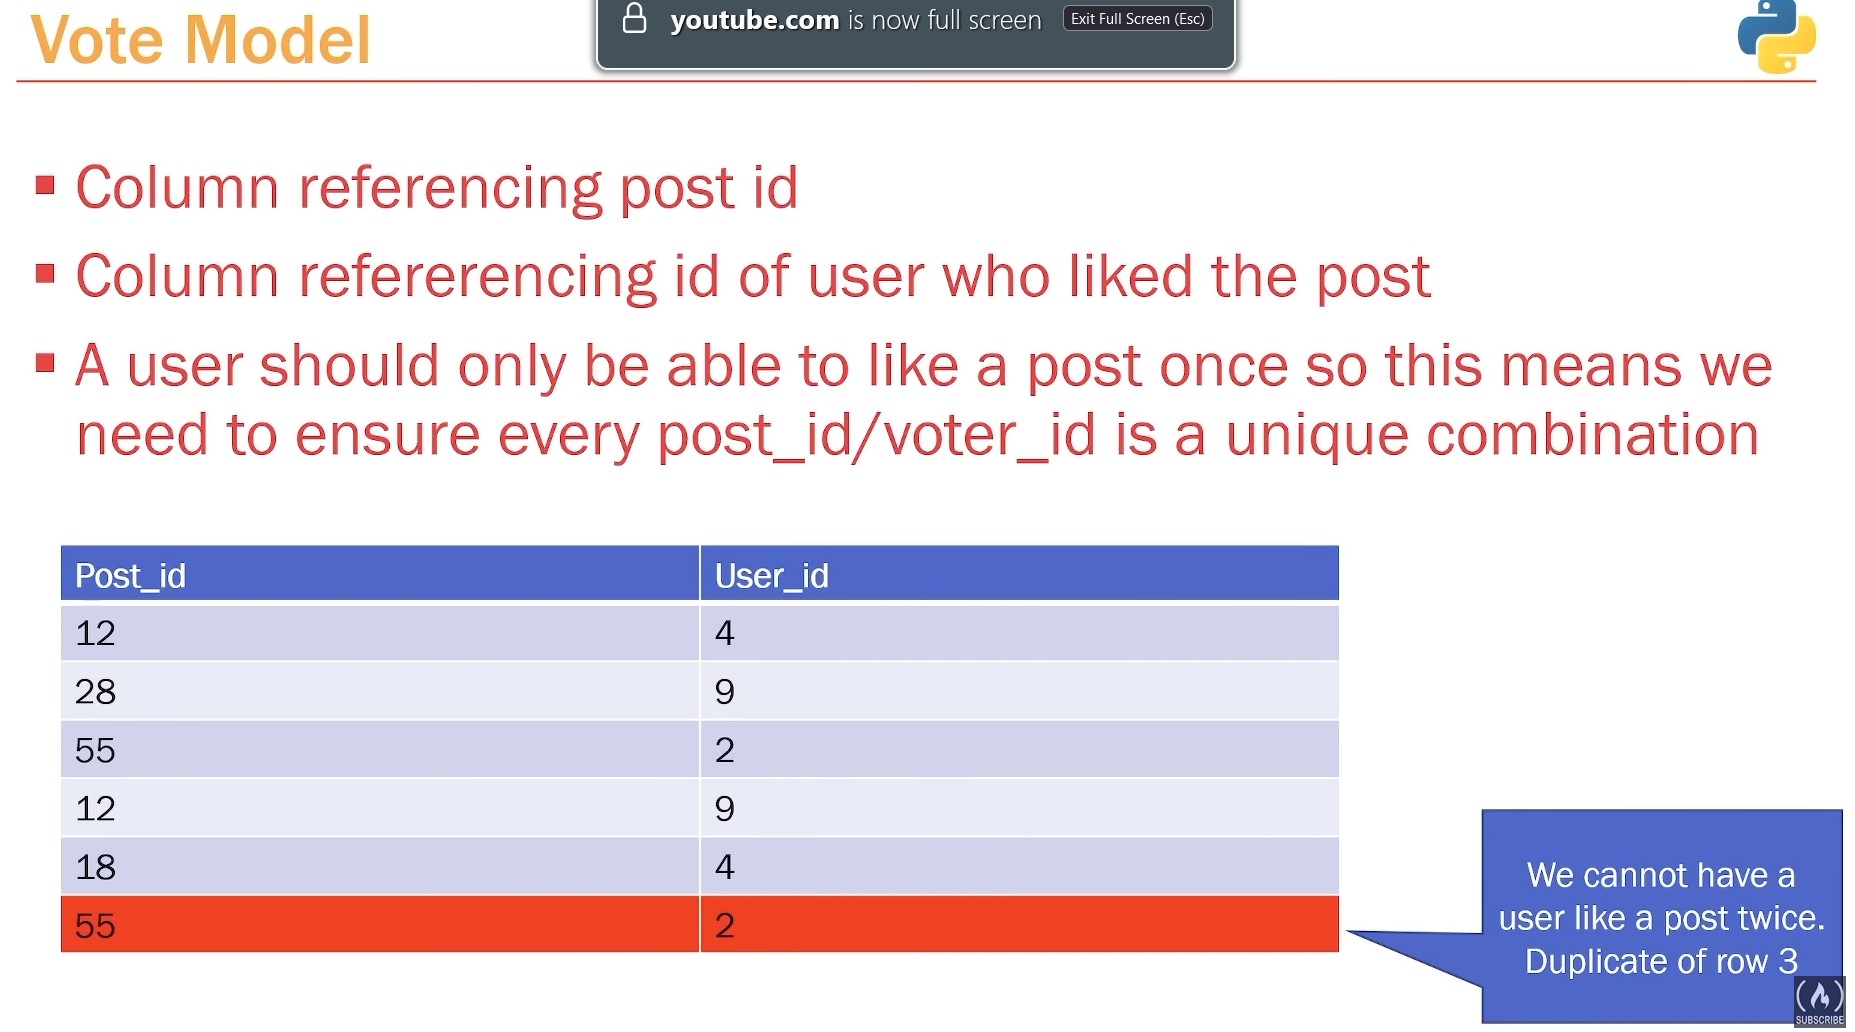 Vote Model
youtube.com is now full screen Exit Full Screen (Esc)
Column referencing post id
Column refererencing id of user who liked the post
A user should only be able to like a post once so this means we
need to ensure every post_id/voter_id is a unique combination
Post_id User_id
12 4
28 9
55 2
12 9
18 4
55 2
We cannot have a
user like a post twice.
Duplicate of row 3
SUBSCRIBE